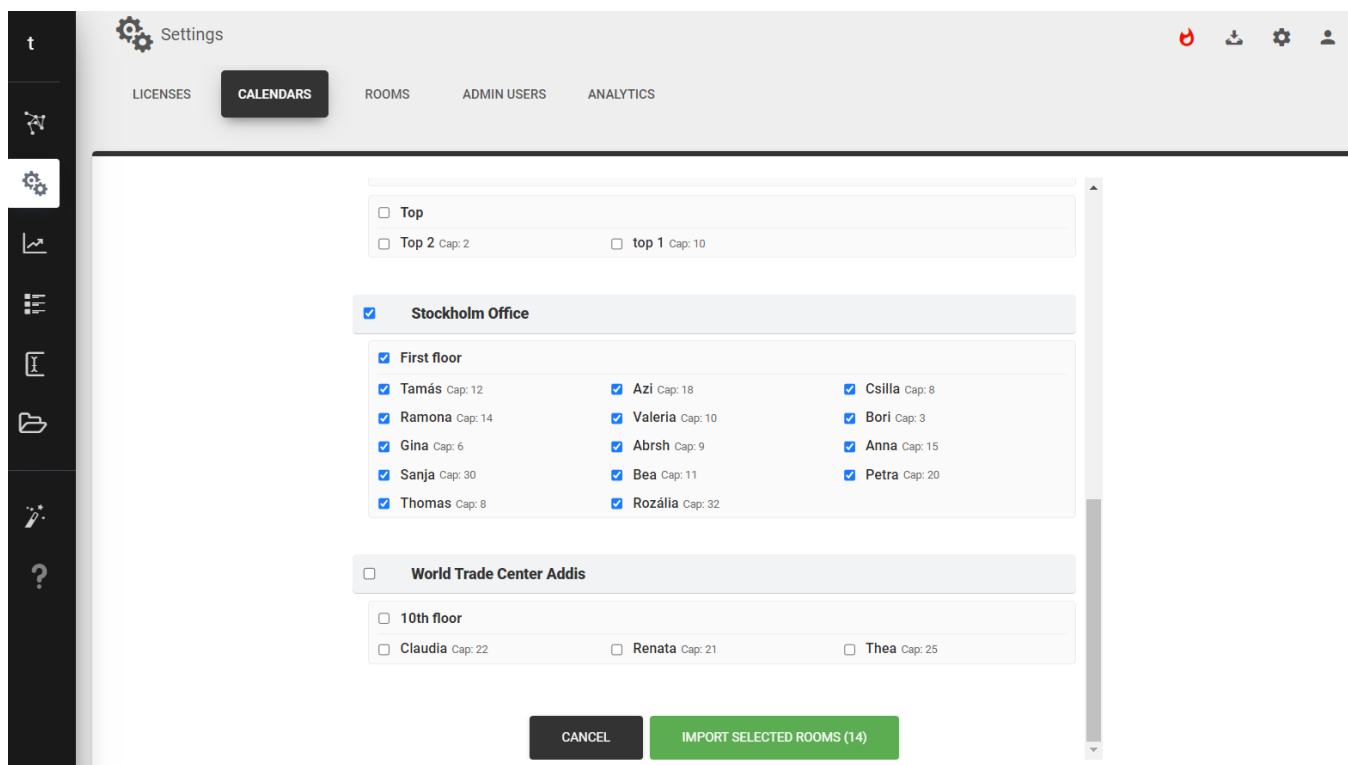 t
Settings
LICENSES CALENDARS ROOMS ADMIN USERS ANALYTICS
Top
Top 2 Cap: 2 top 1 Cap: 10
Stockholm Office
First floor
Tamás Cap: 12 Azi Cap: 18 Csilla Cap: 8
Ramona Cap: 14 Valeria Cap: 10 Bori Cap: 3
Gina Cap: 6 Abrsh Cap: 9 Anna Cap: 15
Sanja Cap: 30 Bea Cap: 11 Petra Cap: 20
Thomas Cap: 8 Rozália Cap: 32
World Trade Center Addis
10th floor
Claudia Cap: 22 Renata Cap: 21 Thea Cap: 25
CANCEL IMPORT SELECTED ROOMS (14)